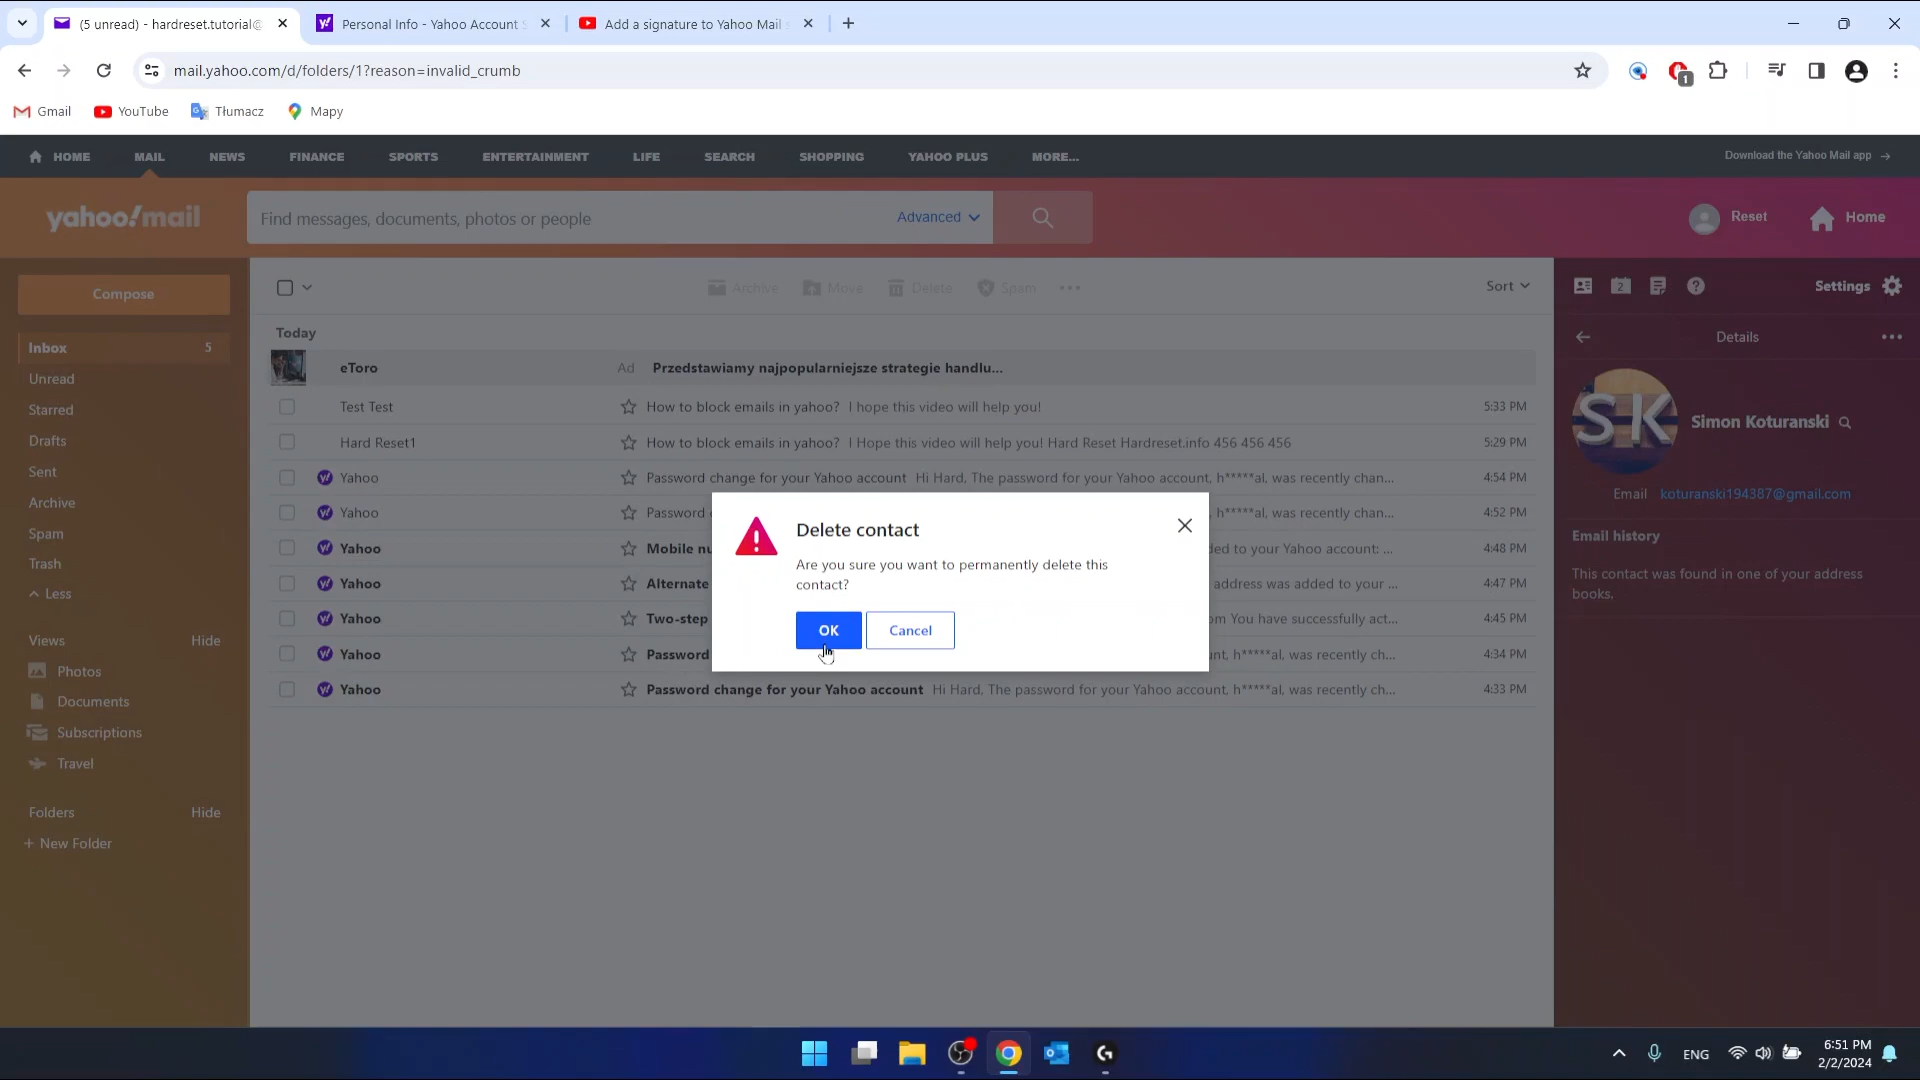 (5 unread) - hardreset.tutorial@
Personal Info - Yahoo Account S
Add a signature to Yahoo Mail
mail.yahoo.com/d/folders/1?reason=invalid_crumb
1
Gmail
YouTube
Tłumacz
Mapy
HOME
MAIL
NEWS
FINANCE
SPORTS
ENTERTAINMENT
LIFE
SEARCH
SHOPPING
YAHOO PLUS
MORE...
Download the Yahoo Mail app →
yahoo!mail
Find messages, documents, photos or people
Advanced
Reset
Home
Compose
Archive
Move
Delete
Spam
Sort
2
Settings
Today
Inbox 5
Unread
Starred
Drafts
Sent
Archive
Spam
Trash
Less
Views Hide
Photos
Documents
Subscriptions
Travel
Folders Hide
+ New Folder
eToro Ad Przedstawiamy najpopularniejsze strategie handlu...
Test Test How to block emails in yahoo? I hope this video will help you! 5:33 PM
Hard Reset1 How to block emails in yahoo? I Hope this video will help you! Hard Reset Hardreset.info 456 456 456 5:29 PM
Yahoo Password change for your Yahoo account Hi Hard, The password for your Yahoo account, h*****al, was recently chan... 4:54 PM
Yahoo Password , h*****al, was recently chan... 4:52 PM
Yahoo Mobile nu ded to your Yahoo account: ... 4:48 PM
Yahoo Alternate address was added to your ... 4:47 PM
Yahoo Two-step om You have successfully act... 4:45 PM
Yahoo Password unt, h*****al, was recently ch... 4:34 PM
Yahoo Password change for your Yahoo account Hi Hard, The password for your Yahoo account, h*****al, was recently ch... 4:33 PM
Delete contact
Are you sure you want to permanently delete this
contact?
OK
Cancel
Details
SK
Simon Koturanski
Email koturanski194387@gmail.com
Email history
This contact was found in one of your address
books.
ENG
6:51 PM
2/2/2024